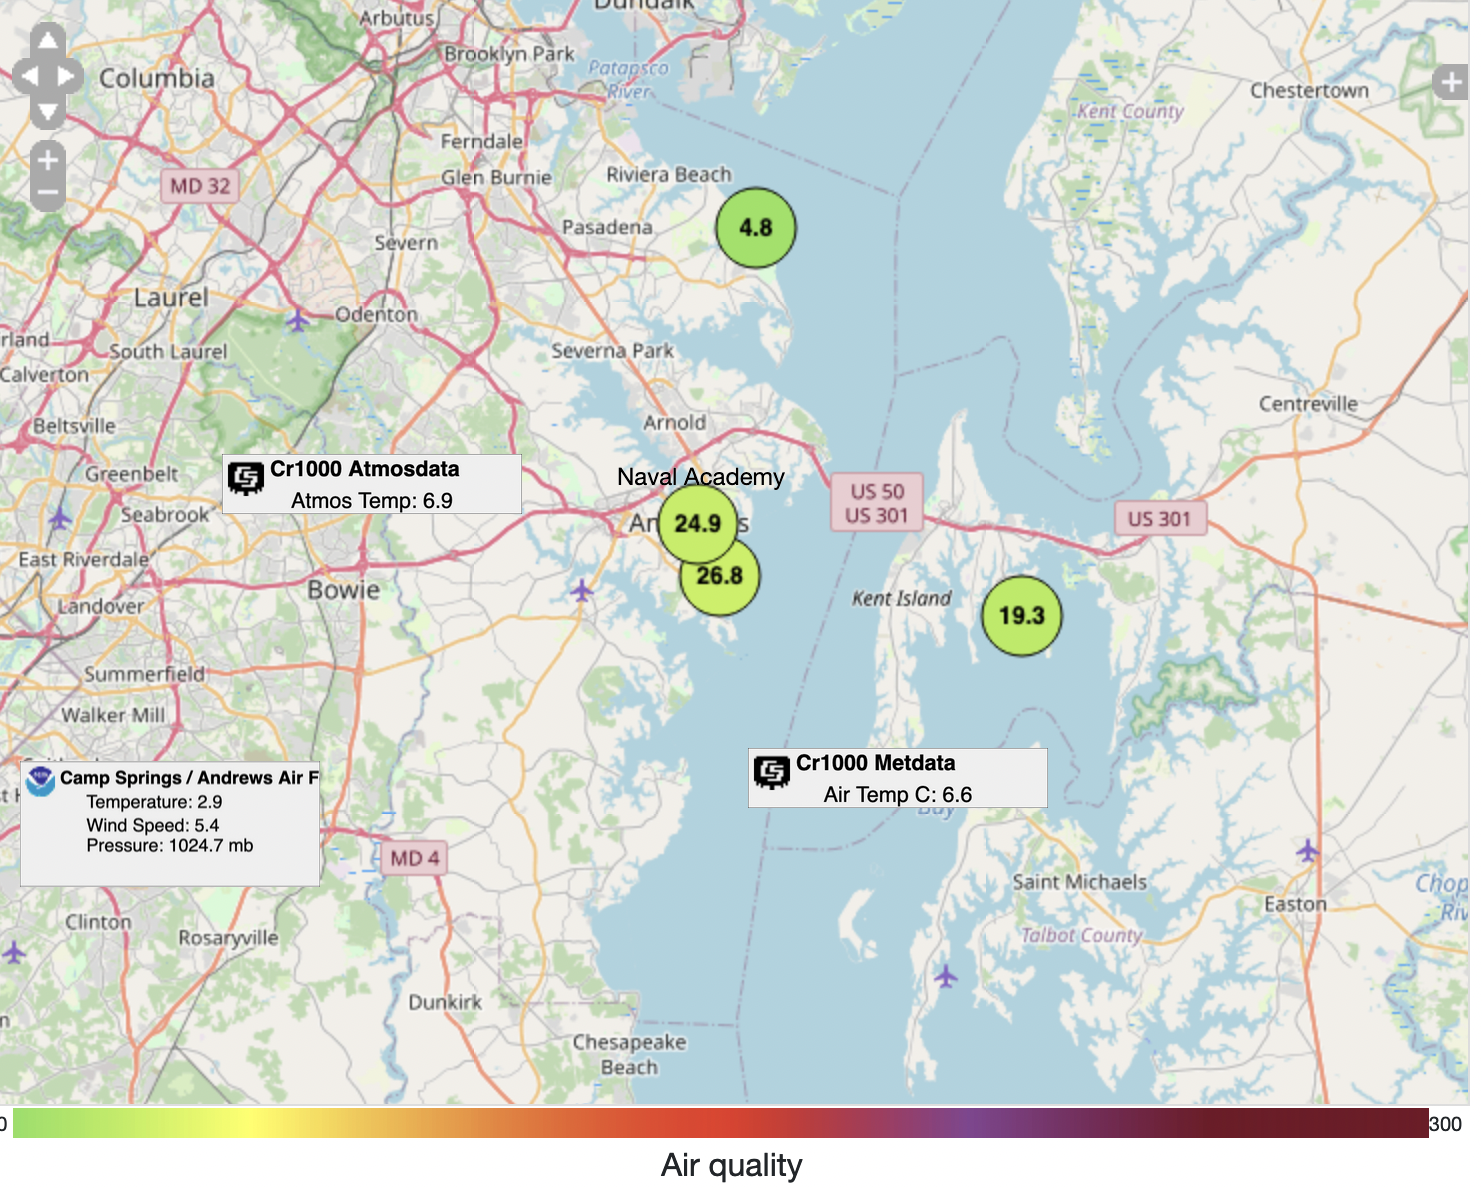 Dundalk
Arbutus
Brooklyn Park
Columbia
Patapsco
River
Chestertown
Kent County
Ferndale
Glen Burnie
Riviera Beach
MD 32
Pasadena
4.8
Severn
Laurel
Odenton
rland
South Laurel
Severna Park
Calverton
Centreville
Beltsville
Arnold
Greenbelt
Cr1000 Atmosdata
Atmos Temp: 6.9
Naval Academy
US 50
US 301
US 301
Seabrook
An
24.9
s
East Riverdale
26.8
Bowie
Landover
Kent Island
19.3
Summerfield
Walker Mill
Camp Springs / Andrews Air F
Temperature: 2.9
Wind Speed: 5.4
Pressure: 1024.7 mb
Cr1000 Metdata
Air Temp C: 6.6
Bay
MD 4
Saint Michaels
Chop
Riv
Easton
Clinton
Rosaryville
Talbot County
Dunkirk
Chesapeake
Beach
0
300
Air quality